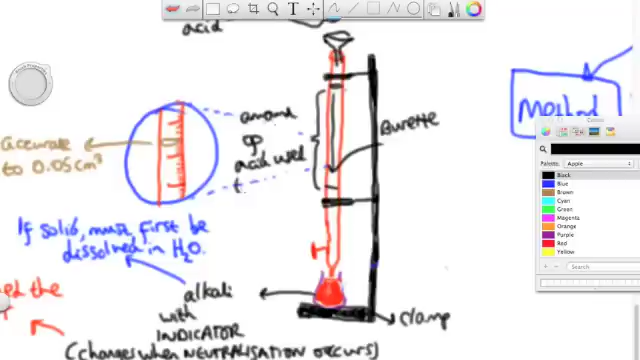 acid
Burette
amount
of
acid used
accurate
to 0.05cm³
Method
If solid, must first be
dissolved in H₂O.
the
alkali
with
INDICATOR
(changes when NEUTRALISATION occurs)
clamp
Colors
Palette: Apple
Black
Blue
Brown
Cyan
Green
Magenta
Orange
Purple
Red
Yellow
Search